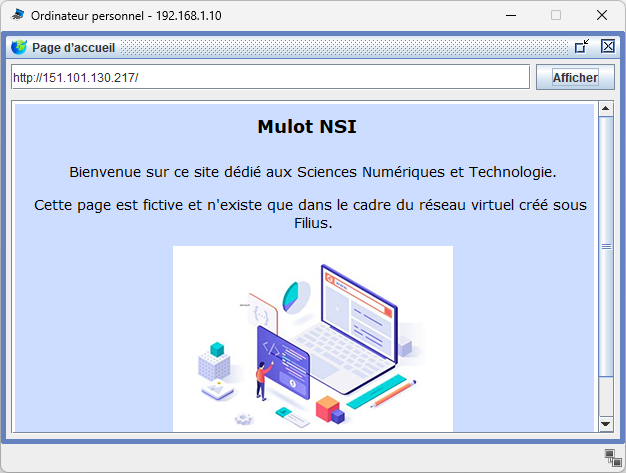 Ordinateur personnel - 192.168.1.10
Page d'accueil
http://151.101.130.217/
Afficher
Mulot NSI
Bienvenue sur ce site dédié aux Sciences Numériques et Technologie.
Cette page est fictive et n'existe que dans le cadre du réseau virtuel créé sous
Filius.